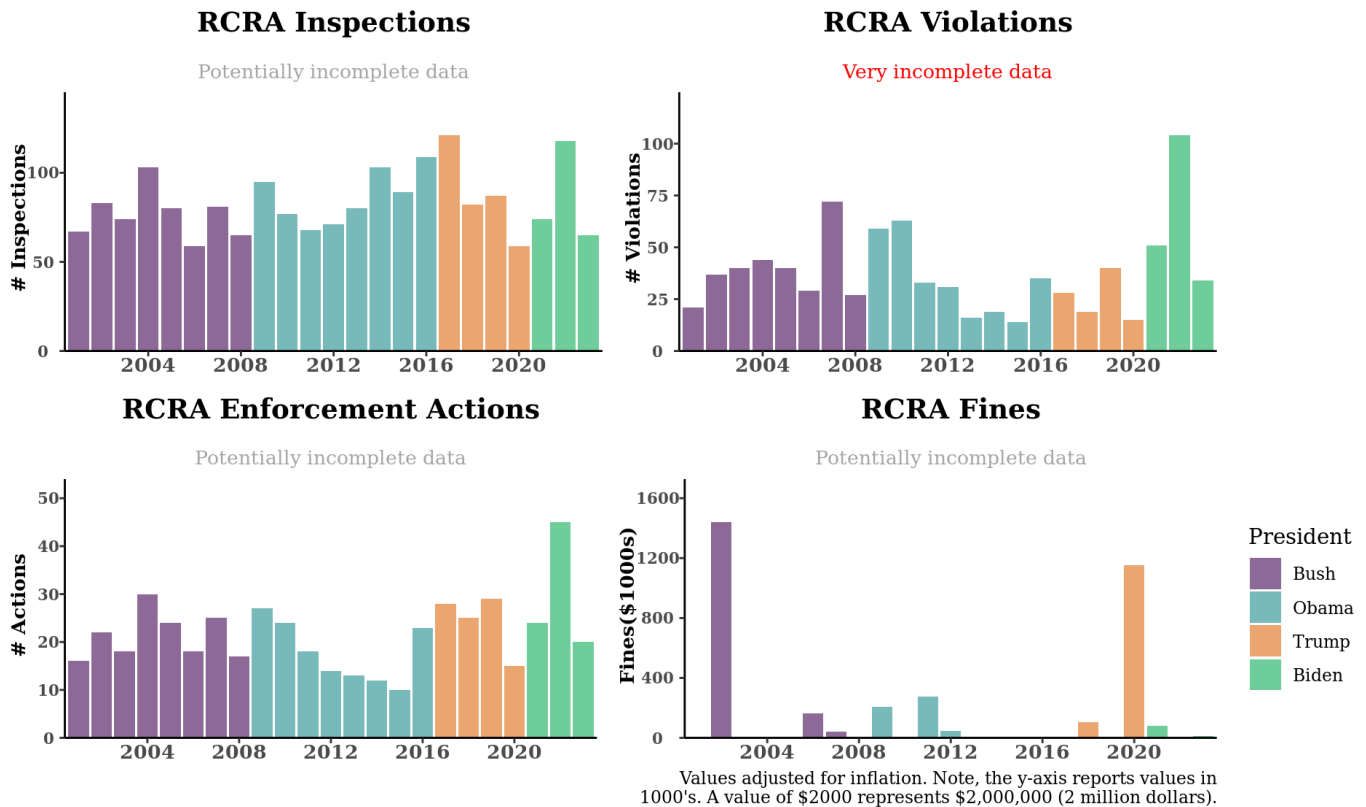 RCRA Inspections
Potentially incomplete data
# Inspections
100
50
0
2004 2008 2012 2016 2020
RCRA Violations
Very incomplete data
# Violations
100
75
50
25
0
2004 2008 2012 2016 2020
RCRA Enforcement Actions
Potentially incomplete data
# Actions
50
40
30
20
10
0
2004 2008 2012 2016 2020
RCRA Fines
Potentially incomplete data
Fines($1000s)
1600
1200
800
400
0
2004 2008 2012 2016 2020
President
Bush
Obama
Trump
Biden
Values adjusted for inflation. Note, the y-axis reports values in
1000's. A value of $2000 represents $2,000,000 (2 million dollars).